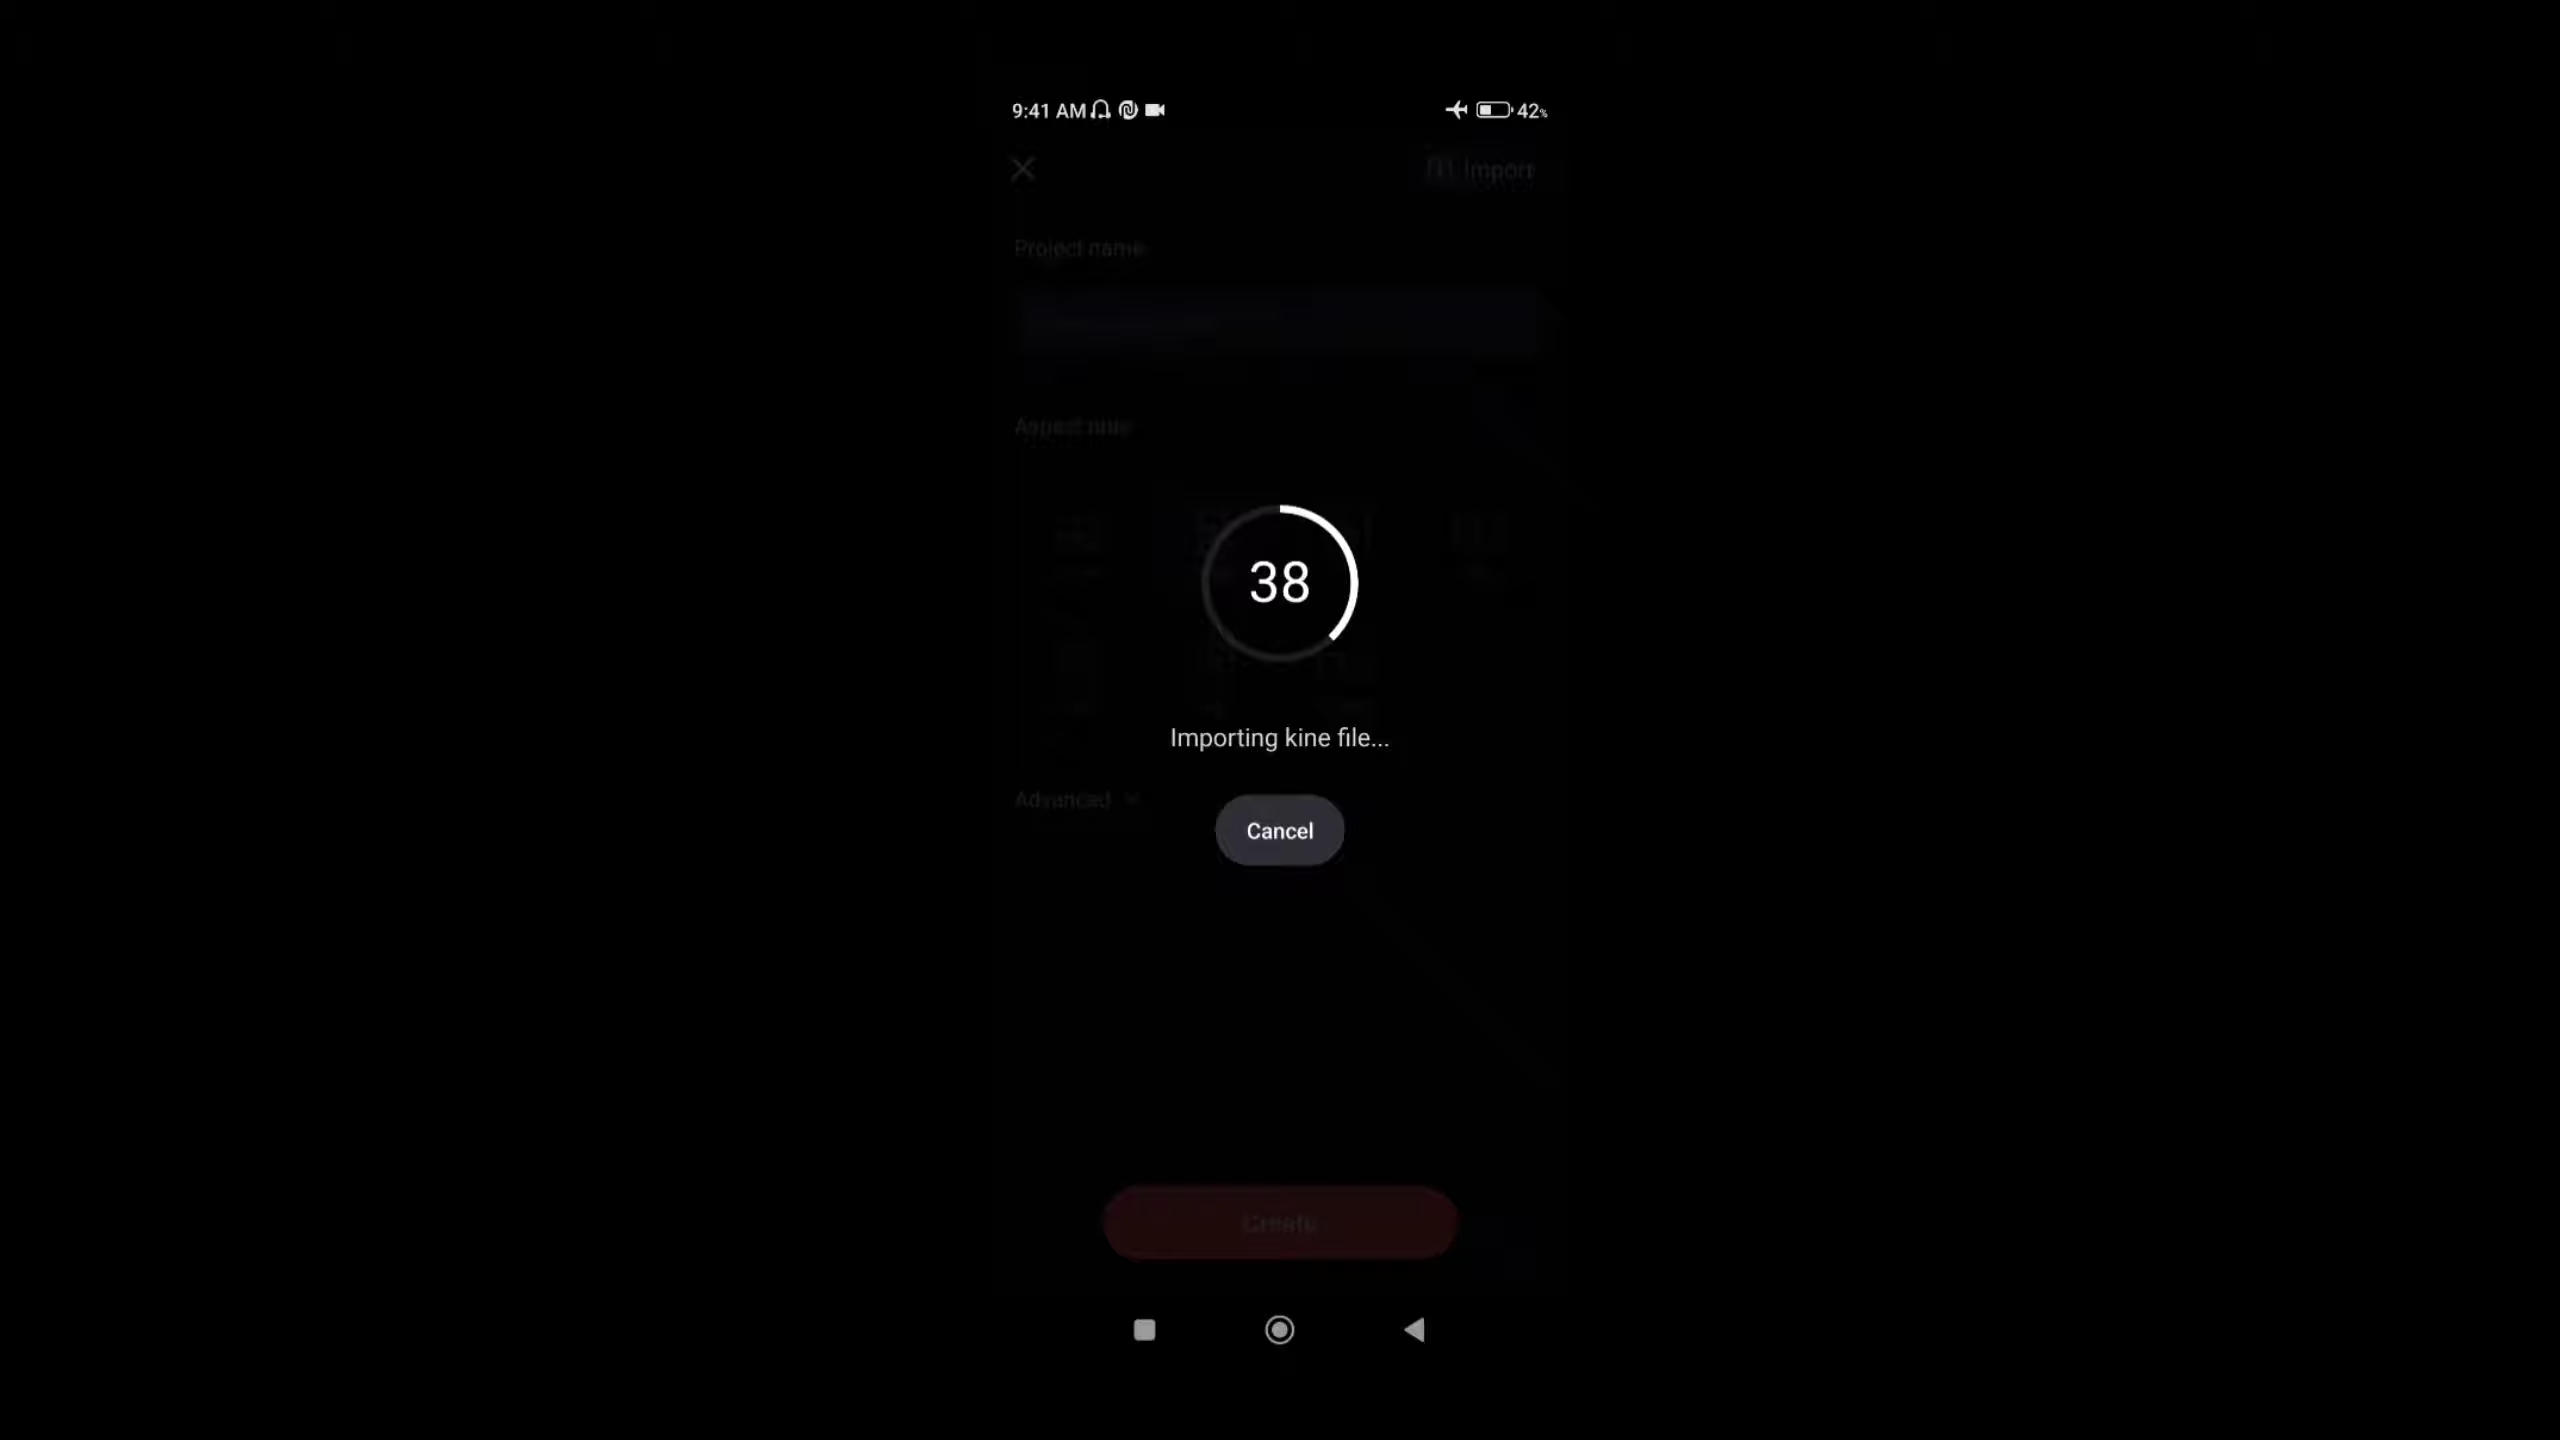 9:41 AM 42%
Import
Project name
Aspect ratio
38
Importing kine file...
Advanced
Cancel
Create